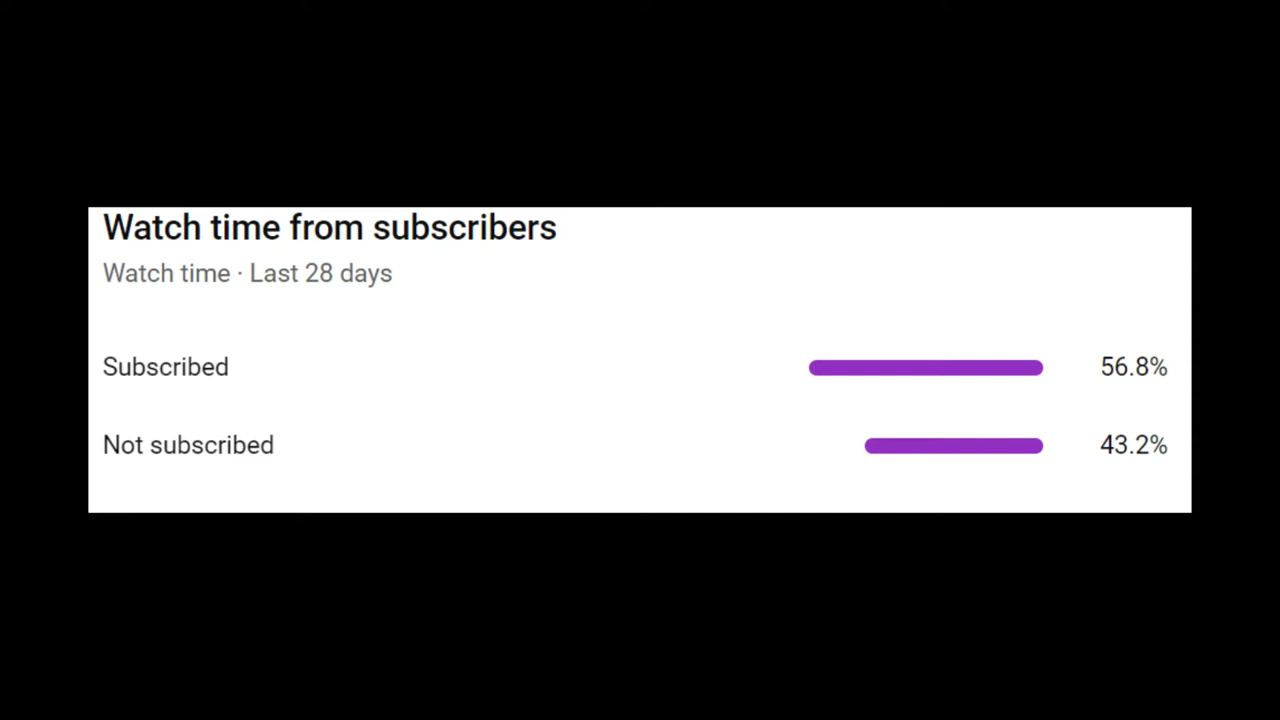 Watch time from subscribers
Watch time · Last 28 days
Subscribed 56.8%
Not subscribed 43.2%